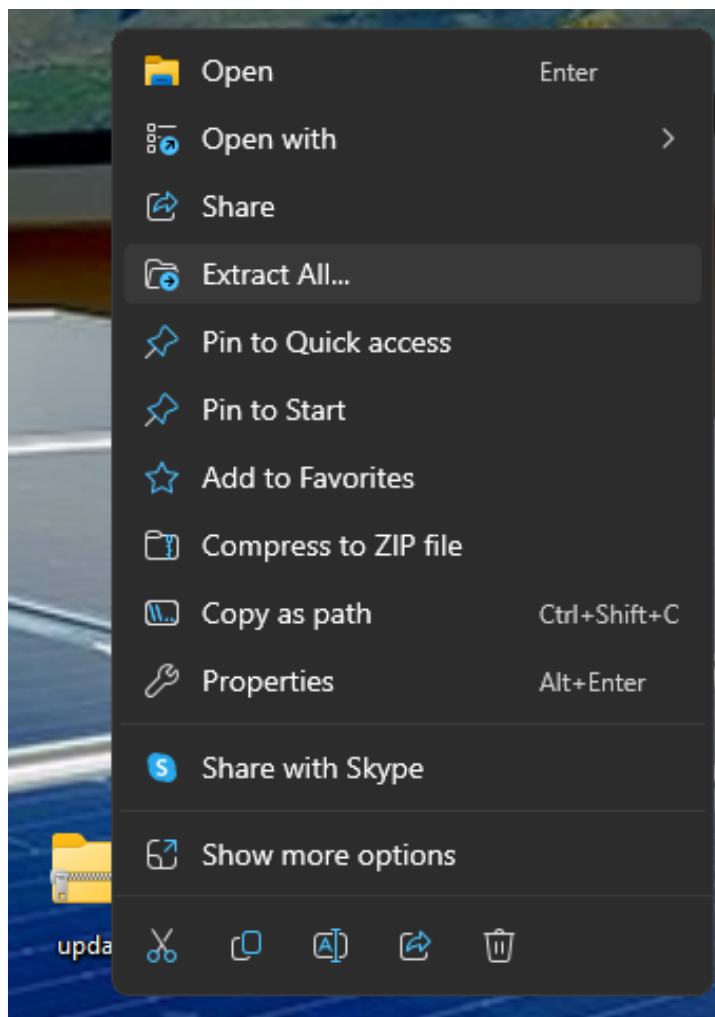 Open Enter
Open with
Share
Extract All...
Pin to Quick access
Pin to Start
Add to Favorites
Compress to ZIP file
Copy as path Ctrl+Shift+C
Properties Alt+Enter
Share with Skype
Show more options
upda